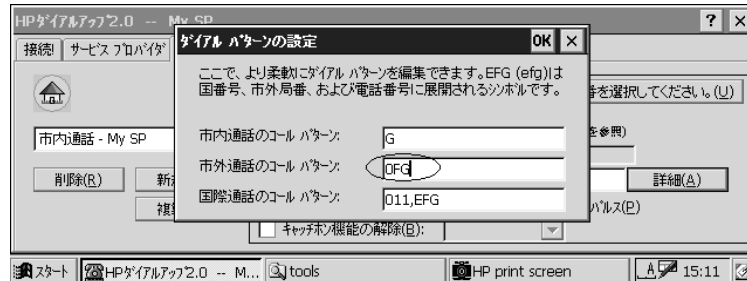 HPﾀﾞｲｱﾙｱｯﾌﾟ2.0 -- My SP
? ×
接続!
ｻｰﾋﾞｽ ﾌﾟﾛﾊﾞｲﾀﾞ
ﾀﾞｲｱﾙ ﾊﾟﾀｰﾝの設定
OK ×
ここで、より柔軟にﾀﾞｲｱﾙ ﾊﾟﾀｰﾝを編集できます。EFG (efg)は
国番号、市外局番、および電話番号に展開されるｼﾝﾎﾞﾙです。
を選択してください。(U)
市内通話 - My SP
市内通話のｺｰﾙ ﾊﾟﾀｰﾝ:
G
を参照)
市外通話のｺｰﾙ ﾊﾟﾀｰﾝ:
0FG
削除(R)
新
詳細(A)
国際通話のｺｰﾙ ﾊﾟﾀｰﾝ:
011,EFG
複
ﾊﾟﾙｽ(P)
ｷｬｯﾁﾎﾝ機能の解除(B):
ｽﾀｰﾄ
HPﾀﾞｲｱﾙｱｯﾌﾟ2.0 -- M...
tools
HP print screen
A
15:11